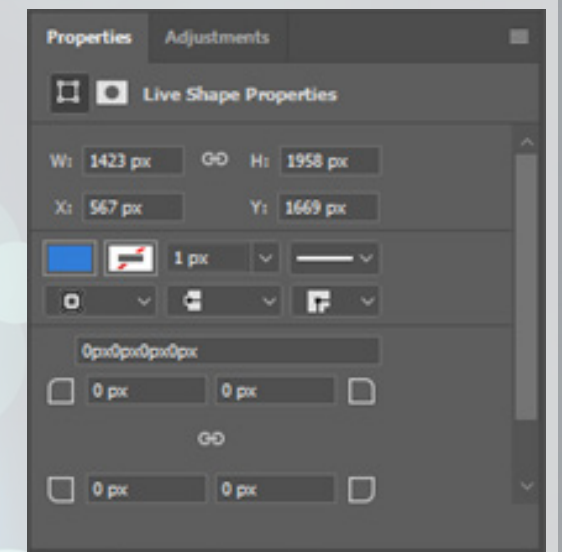 Properties Adjustments
Live Shape Properties
W: 1423 px H: 1958 px
X: 567 px Y: 1669 px
1 px
0px0px0px0px
0 px 0 px
0 px 0 px